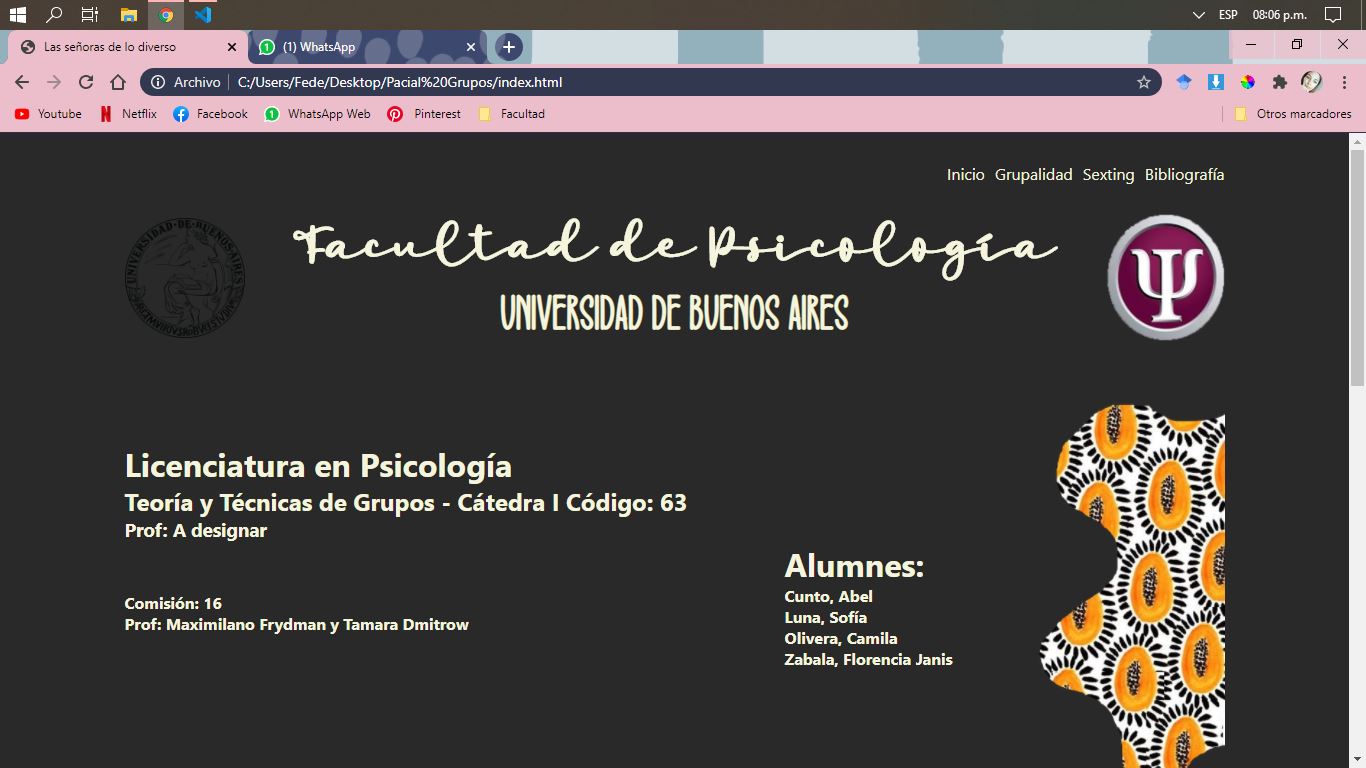 ESP 08:06 p.m.
Las señoras de lo diverso
(1) WhatsApp
Archivo C:/Users/Fede/Desktop/Pacial%20Grupos/index.html
Youtube Netflix Facebook WhatsApp Web Pinterest Facultad Otros marcadores
Inicio Grupalidad Sexting Bibliografía
Facultad de Psicología
UNIVERSIDAD DE BUENOS AIRES
UNIVERSIDAD·DE·BUENOS·AIRES
Licenciatura en Psicología
Teoría y Técnicas de Grupos - Cátedra I Código: 63
Prof: A designar
Comisión: 16
Prof: Maximilano Frydman y Tamara Dmitrow
Alumnes:
Cunto, Abel
Luna, Sofía
Olivera, Camila
Zabala, Florencia Janis